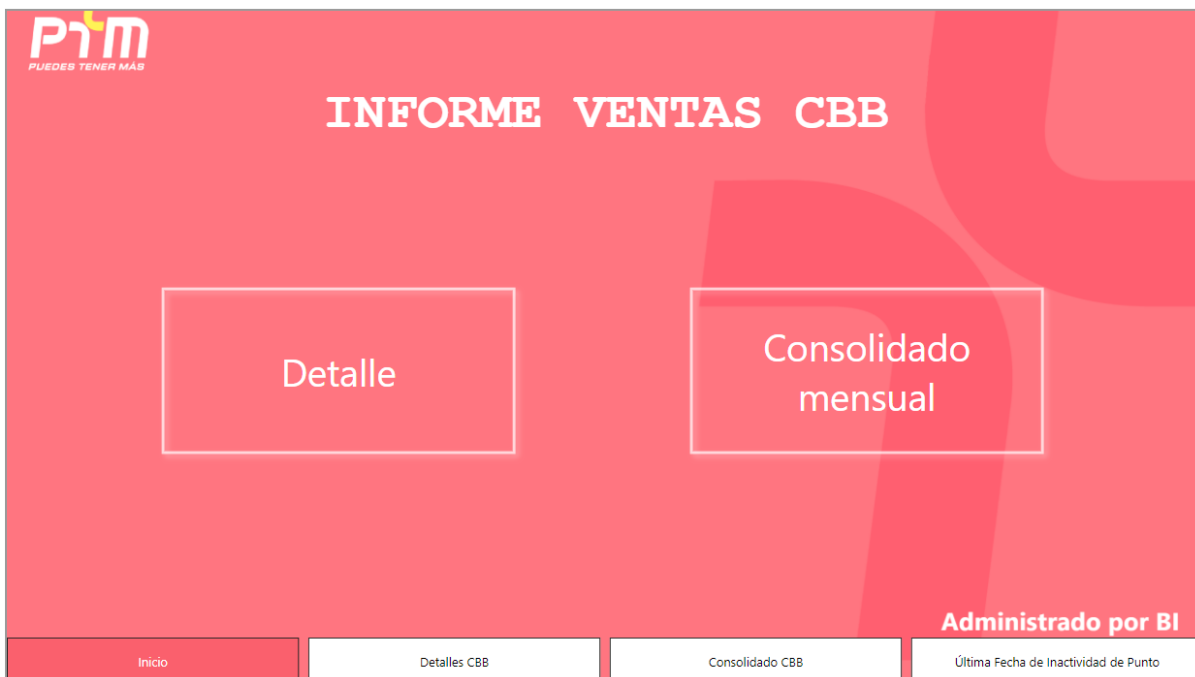 PTM
PUEDES TENER MÁS
INFORME VENTAS CBB
Detalle
Consolidado
mensual
Administrado por BI
Inicio
Detalles CBB
Consolidado CBB
Última Fecha de Inactividad de Punto